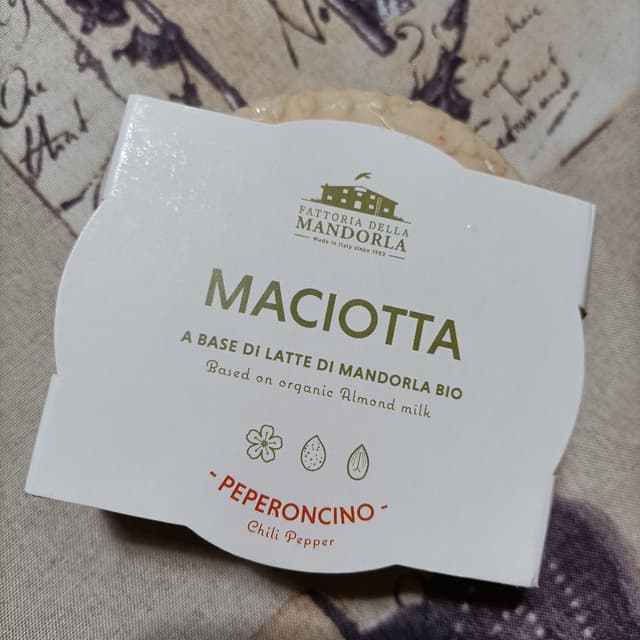 FATTORIA DELLA
MANDORLA
Made in Italy since 1982
MACIOTTA
A BASE DI LATTE DI MANDORLA BIO
Based on organic Almond milk
- PEPERONCINO -
Chili Pepper